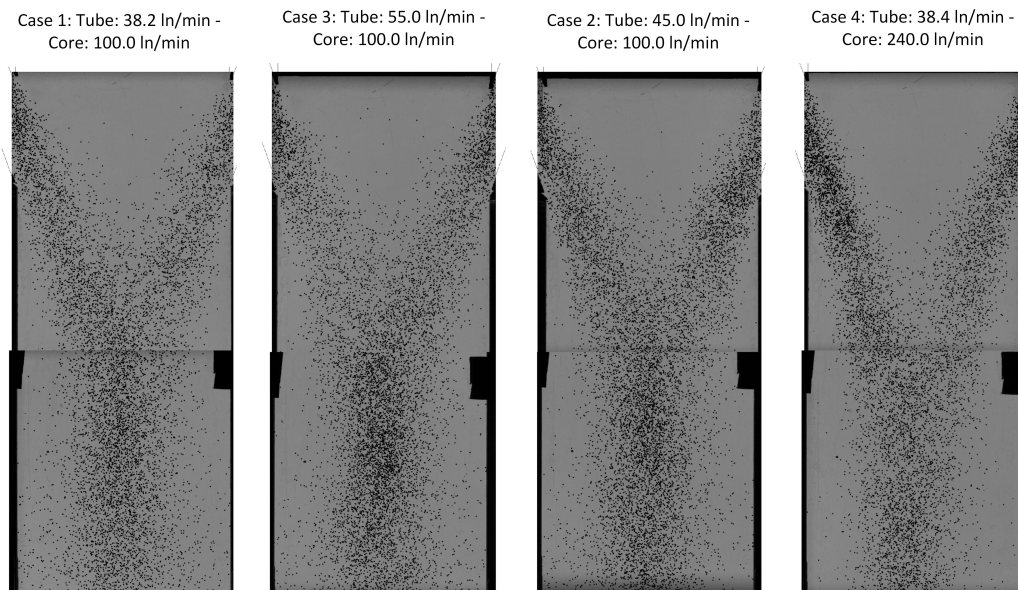 Case 1: Tube: 38.2 ln/min -
Core: 100.0 ln/min
Case 3: Tube: 55.0 ln/min -
Core: 100.0 ln/min
Case 2: Tube: 45.0 ln/min -
Core: 100.0 ln/min
Case 4: Tube: 38.4 ln/min -
Core: 240.0 ln/min